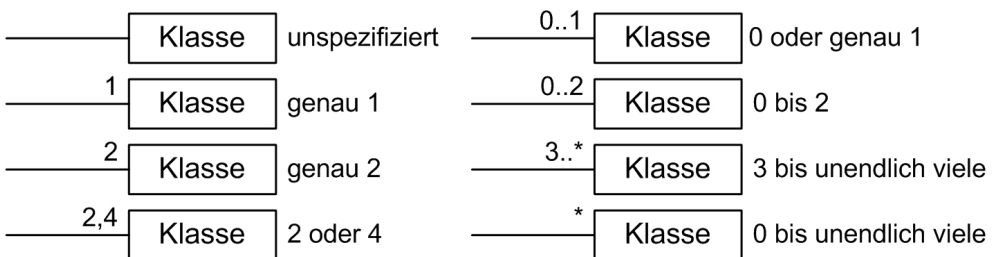 Klasse unspezifiziert
0..1 Klasse 0 oder genau 1
1 Klasse genau 1
0..2 Klasse 0 bis 2
2 Klasse genau 2
3..* Klasse 3 bis unendlich viele
2,4 Klasse 2 oder 4
* Klasse 0 bis unendlich viele